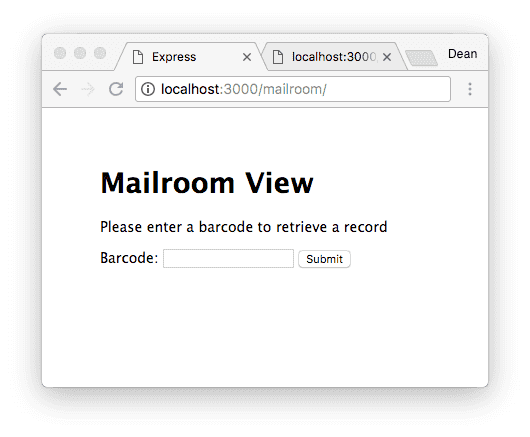 Express
localhost:3000
Dean
localhost:3000/mailroom/
Mailroom View
Please enter a barcode to retrieve a record
Barcode:
Submit